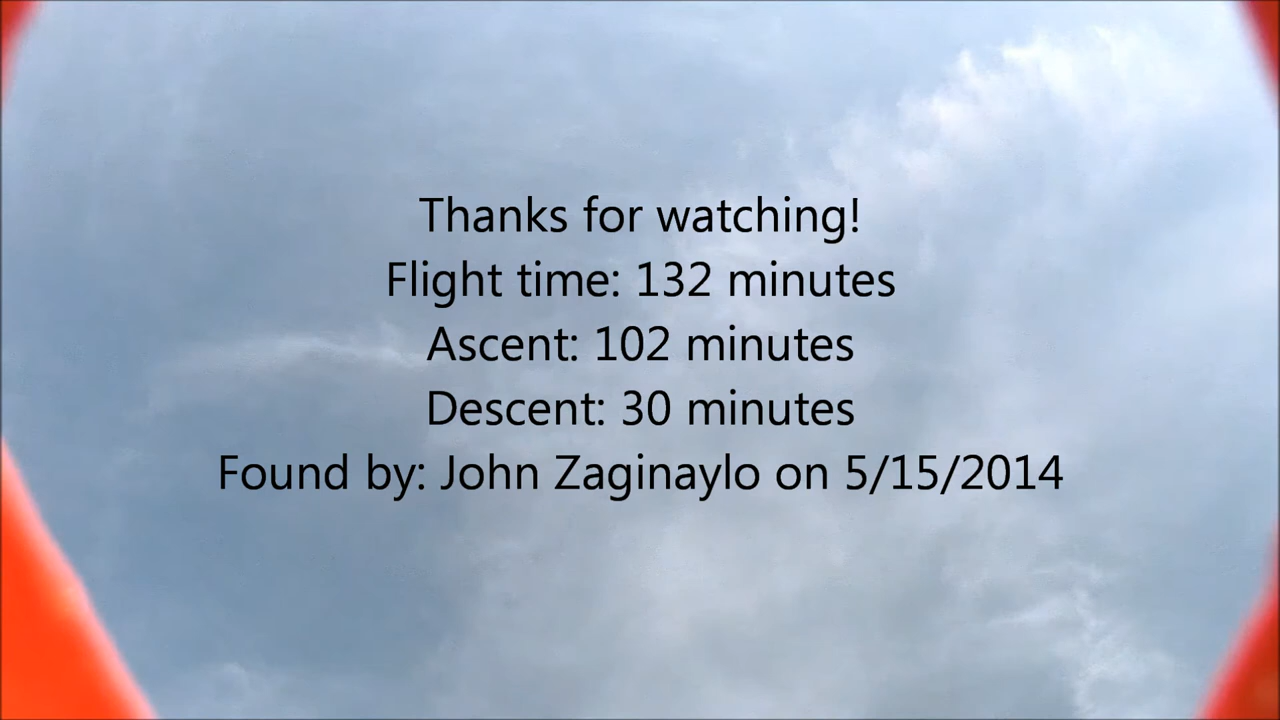 Thanks for watching!
Flight time: 132 minutes
Ascent: 102 minutes
Descent: 30 minutes
Found by: John Zaginaylo on 5/15/2014